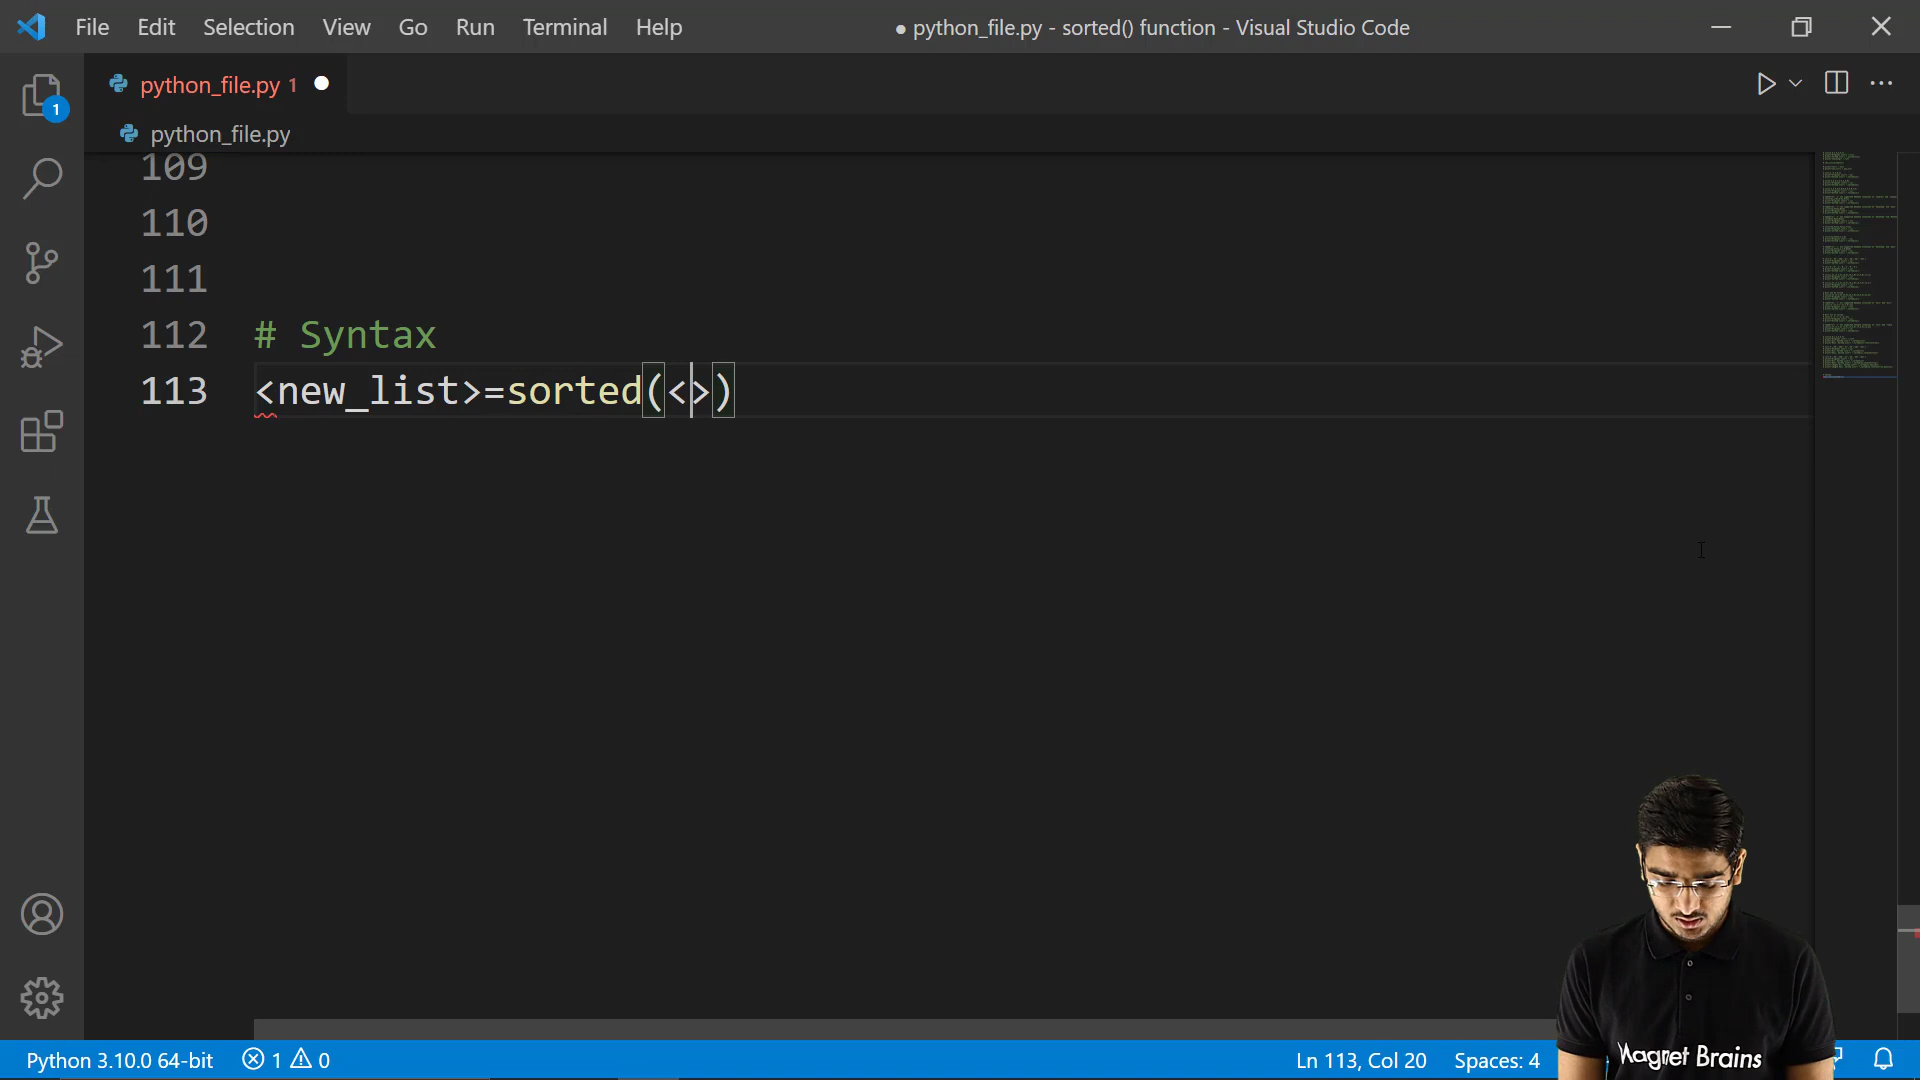 File Edit Selection View Go Run Terminal Help ● python_file.py - sorted() function - Visual Studio Code
python_file.py 1
1
python_file.py
109
110
111
112 # Syntax
113 <new_list>=sorted(<>)
Magnet Brains
Python 3.10.0 64-bit 1 0 Ln 113, Col 20 Spaces: 4